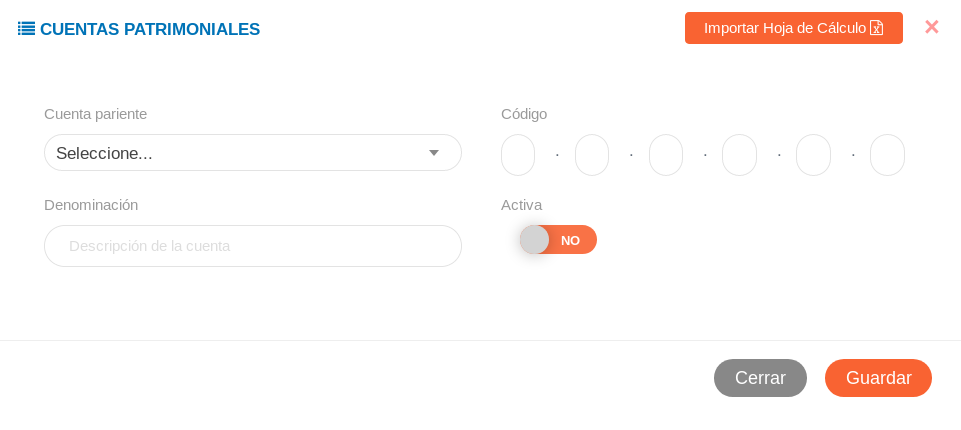 CUENTAS PATRIMONIALES
Importar Hoja de Cálculo
Cuenta pariente
Código
Seleccione...
. . . . .
Denominación
Activa
Descripción de la cuenta
NO
Cerrar
Guardar